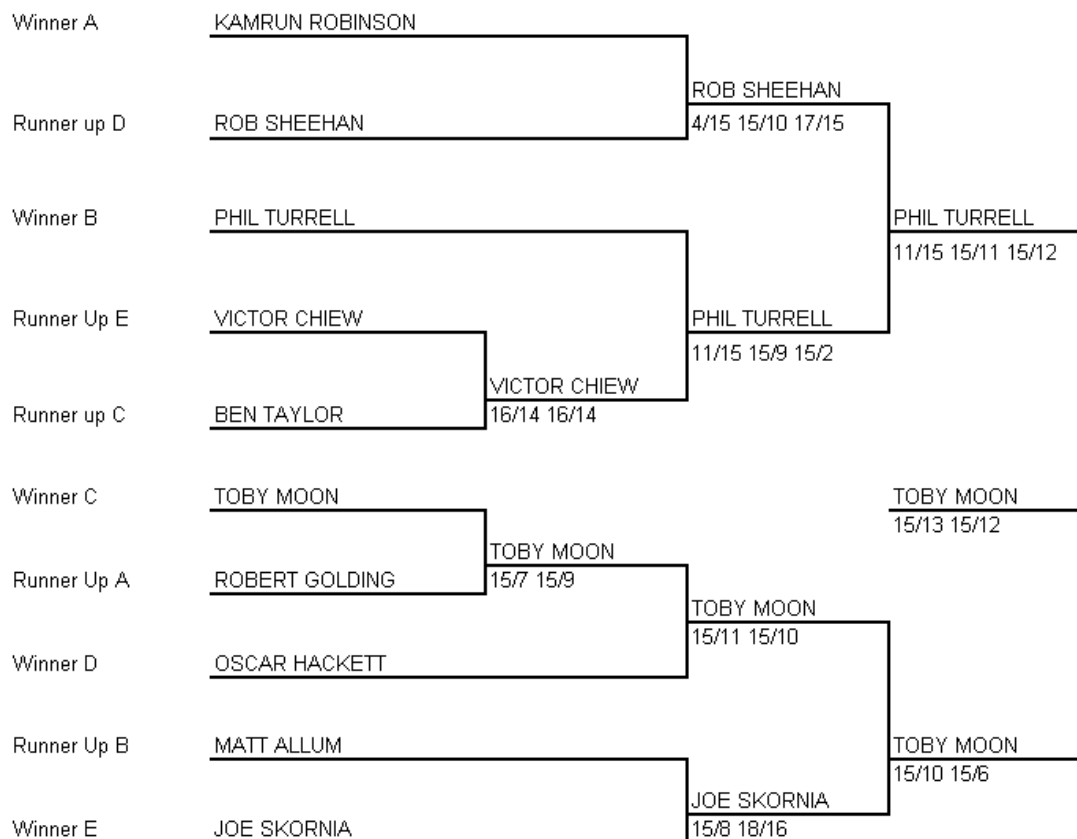 Winner A KAMRUN ROBINSON
ROB SHEEHAN
Runner up D ROB SHEEHAN 4/15 15/10 17/15
Winner B PHIL TURRELL PHIL TURRELL
11/15 15/11 15/12
Runner Up E VICTOR CHIEW PHIL TURRELL
11/15 15/9 15/2
VICTOR CHIEW
Runner up C BEN TAYLOR 16/14 16/14
Winner C TOBY MOON TOBY MOON
15/13 15/12
TOBY MOON
Runner Up A ROBERT GOLDING 15/7 15/9
TOBY MOON
15/11 15/10
Winner D OSCAR HACKETT
Runner Up B MATT ALLUM TOBY MOON
15/10 15/6
JOE SKORNIA
Winner E JOE SKORNIA 15/8 18/16